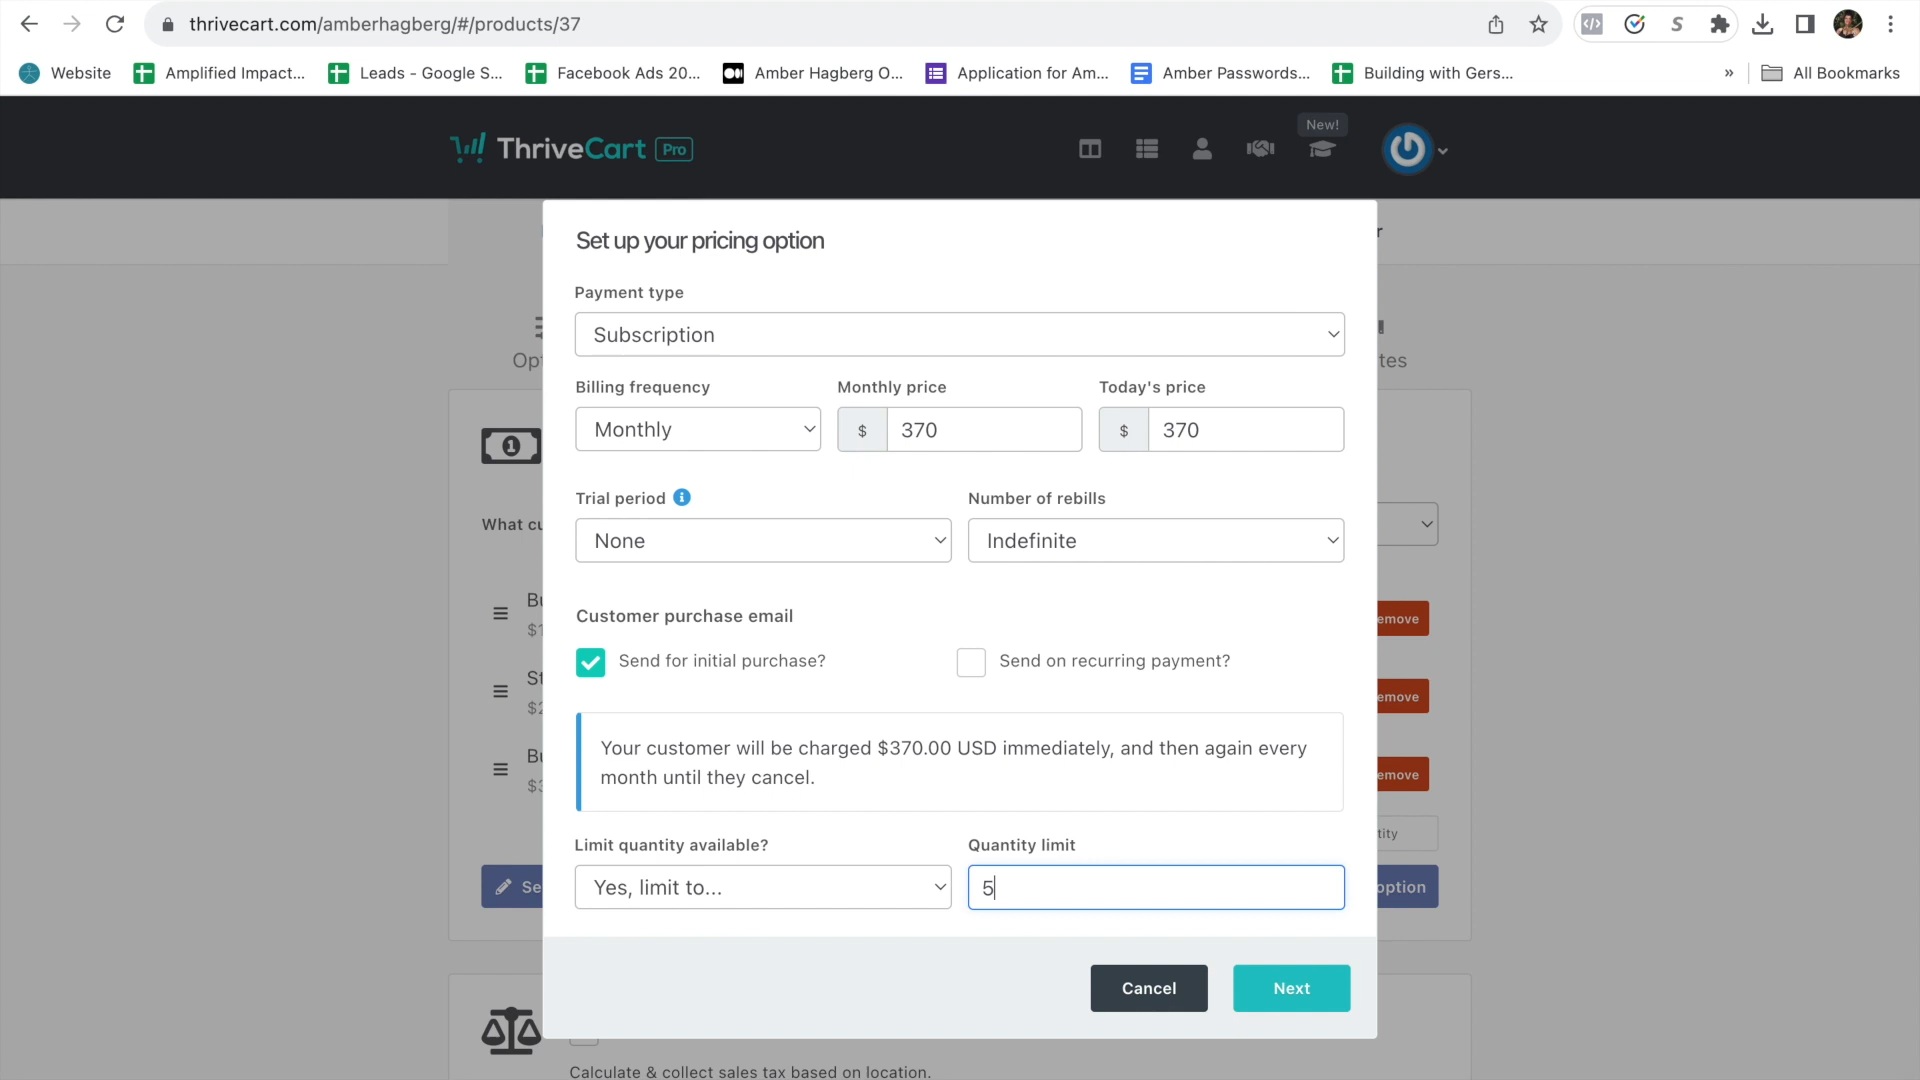 thrivecart.com/amberhagberg/#/products/37
Website
Amplified Impact...
Leads - Google S...
Facebook Ads 20...
Amber Hagberg O...
Application for Am...
Amber Passwords...
Building with Gers...
»
All Bookmarks
ThriveCart Pro
New!
Set up your pricing option
Payment type
Subscription
Billing frequency
Monthly price
Today's price
Monthly
$ 370
$ 370
Trial period
Number of rebills
None
Indefinite
Customer purchase email
Send for initial purchase?
Send on recurring payment?
Your customer will be charged $370.00 USD immediately, and then again every
month until they cancel.
Limit quantity available?
Quantity limit
Yes, limit to...
5
Cancel
Next
What cu
emove
emove
emove
tity
Se
option
Calculate & collect sales tax based on location.